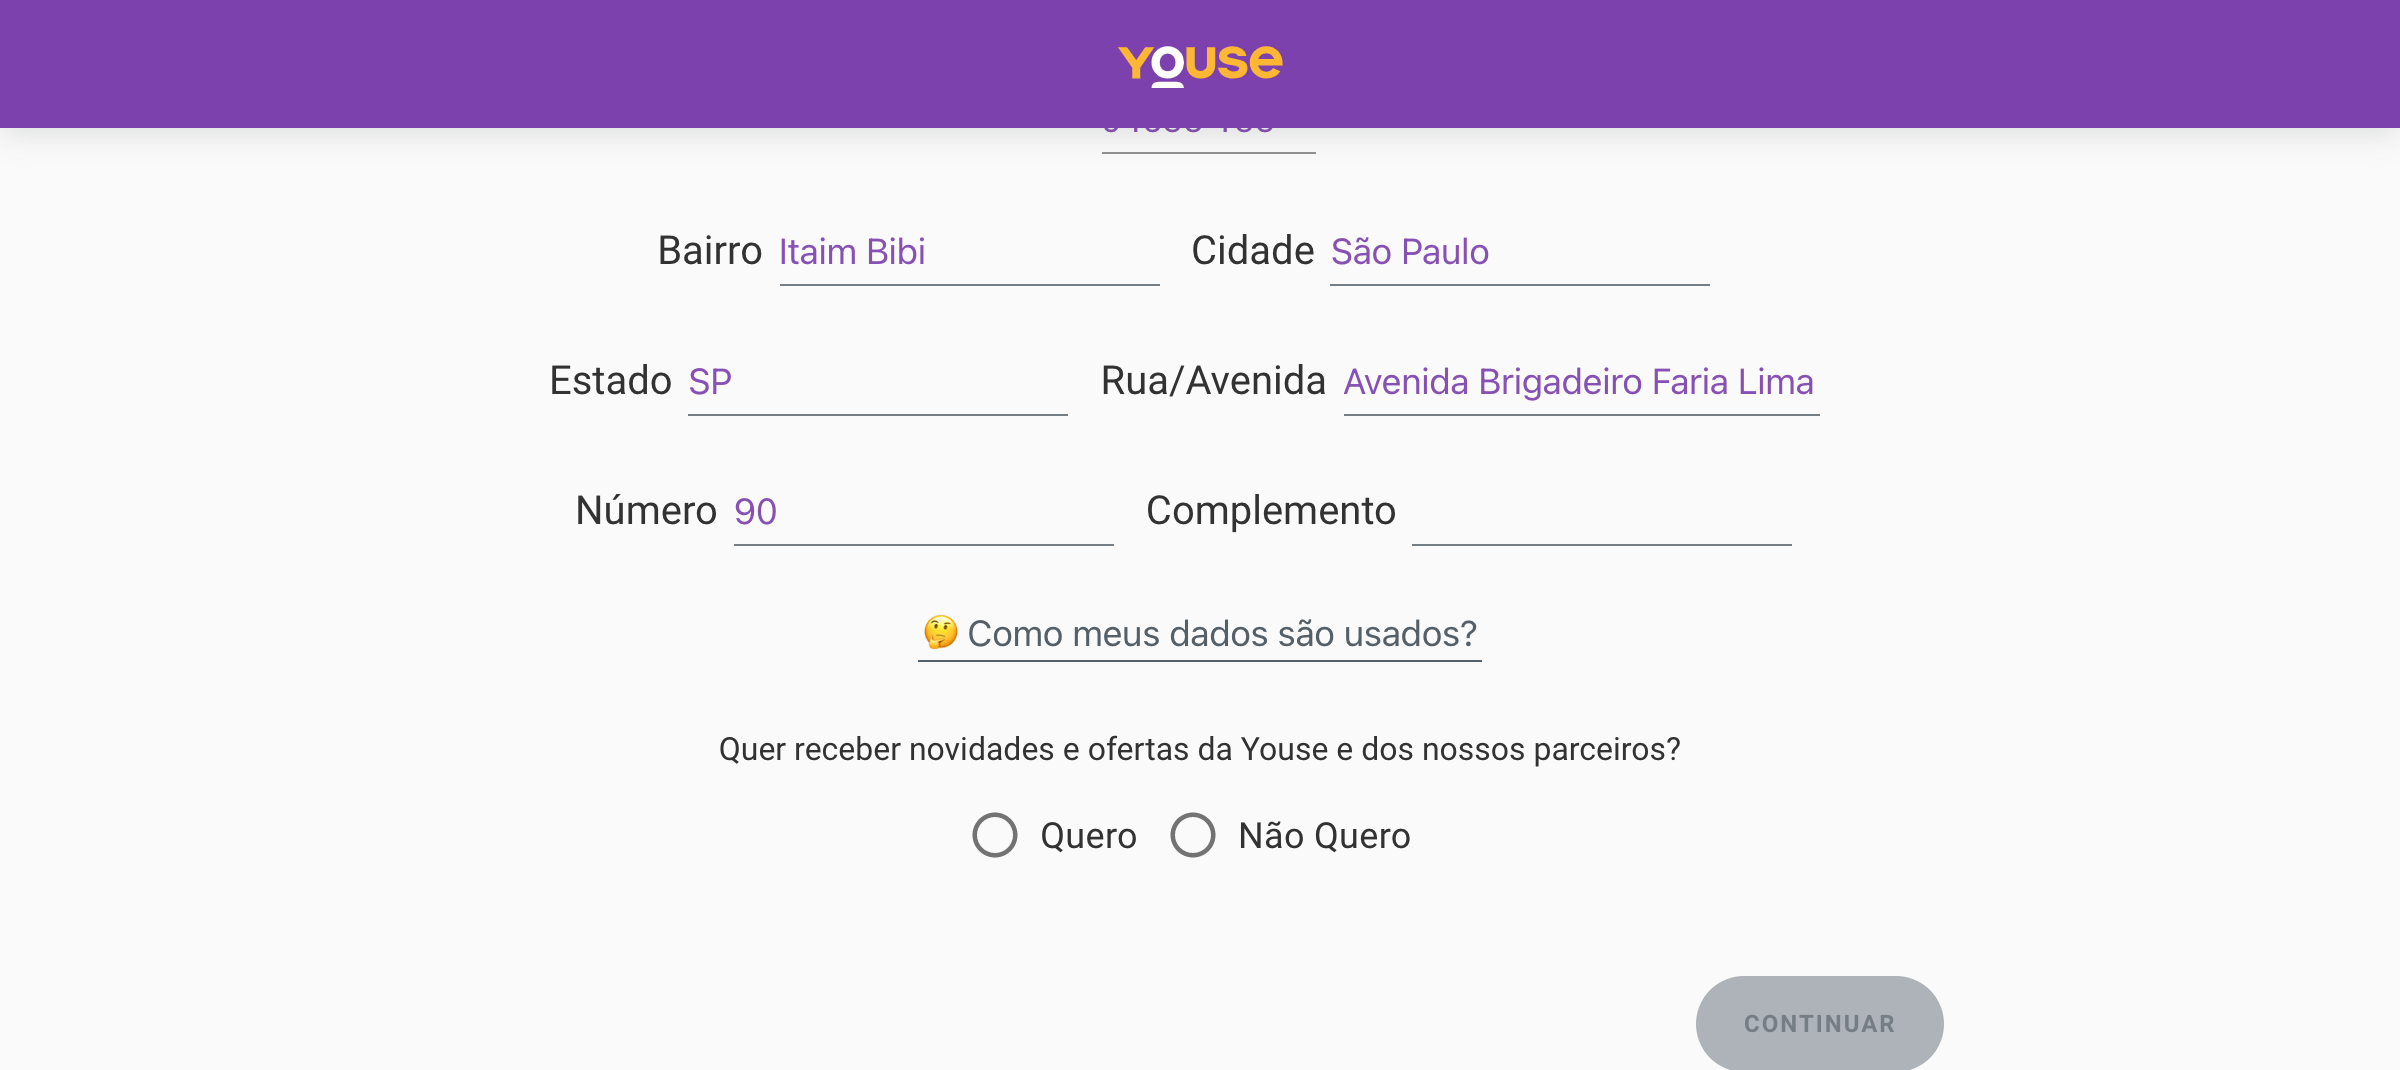 Youse
Bairro Itaim Bibi Cidade São Paulo
Estado SP Rua/Avenida Avenida Brigadeiro Faria Lima
Número 90 Complemento
🤔 Como meus dados são usados?
Quer receber novidades e ofertas da Youse e dos nossos parceiros?
Quero Não Quero
CONTINUAR